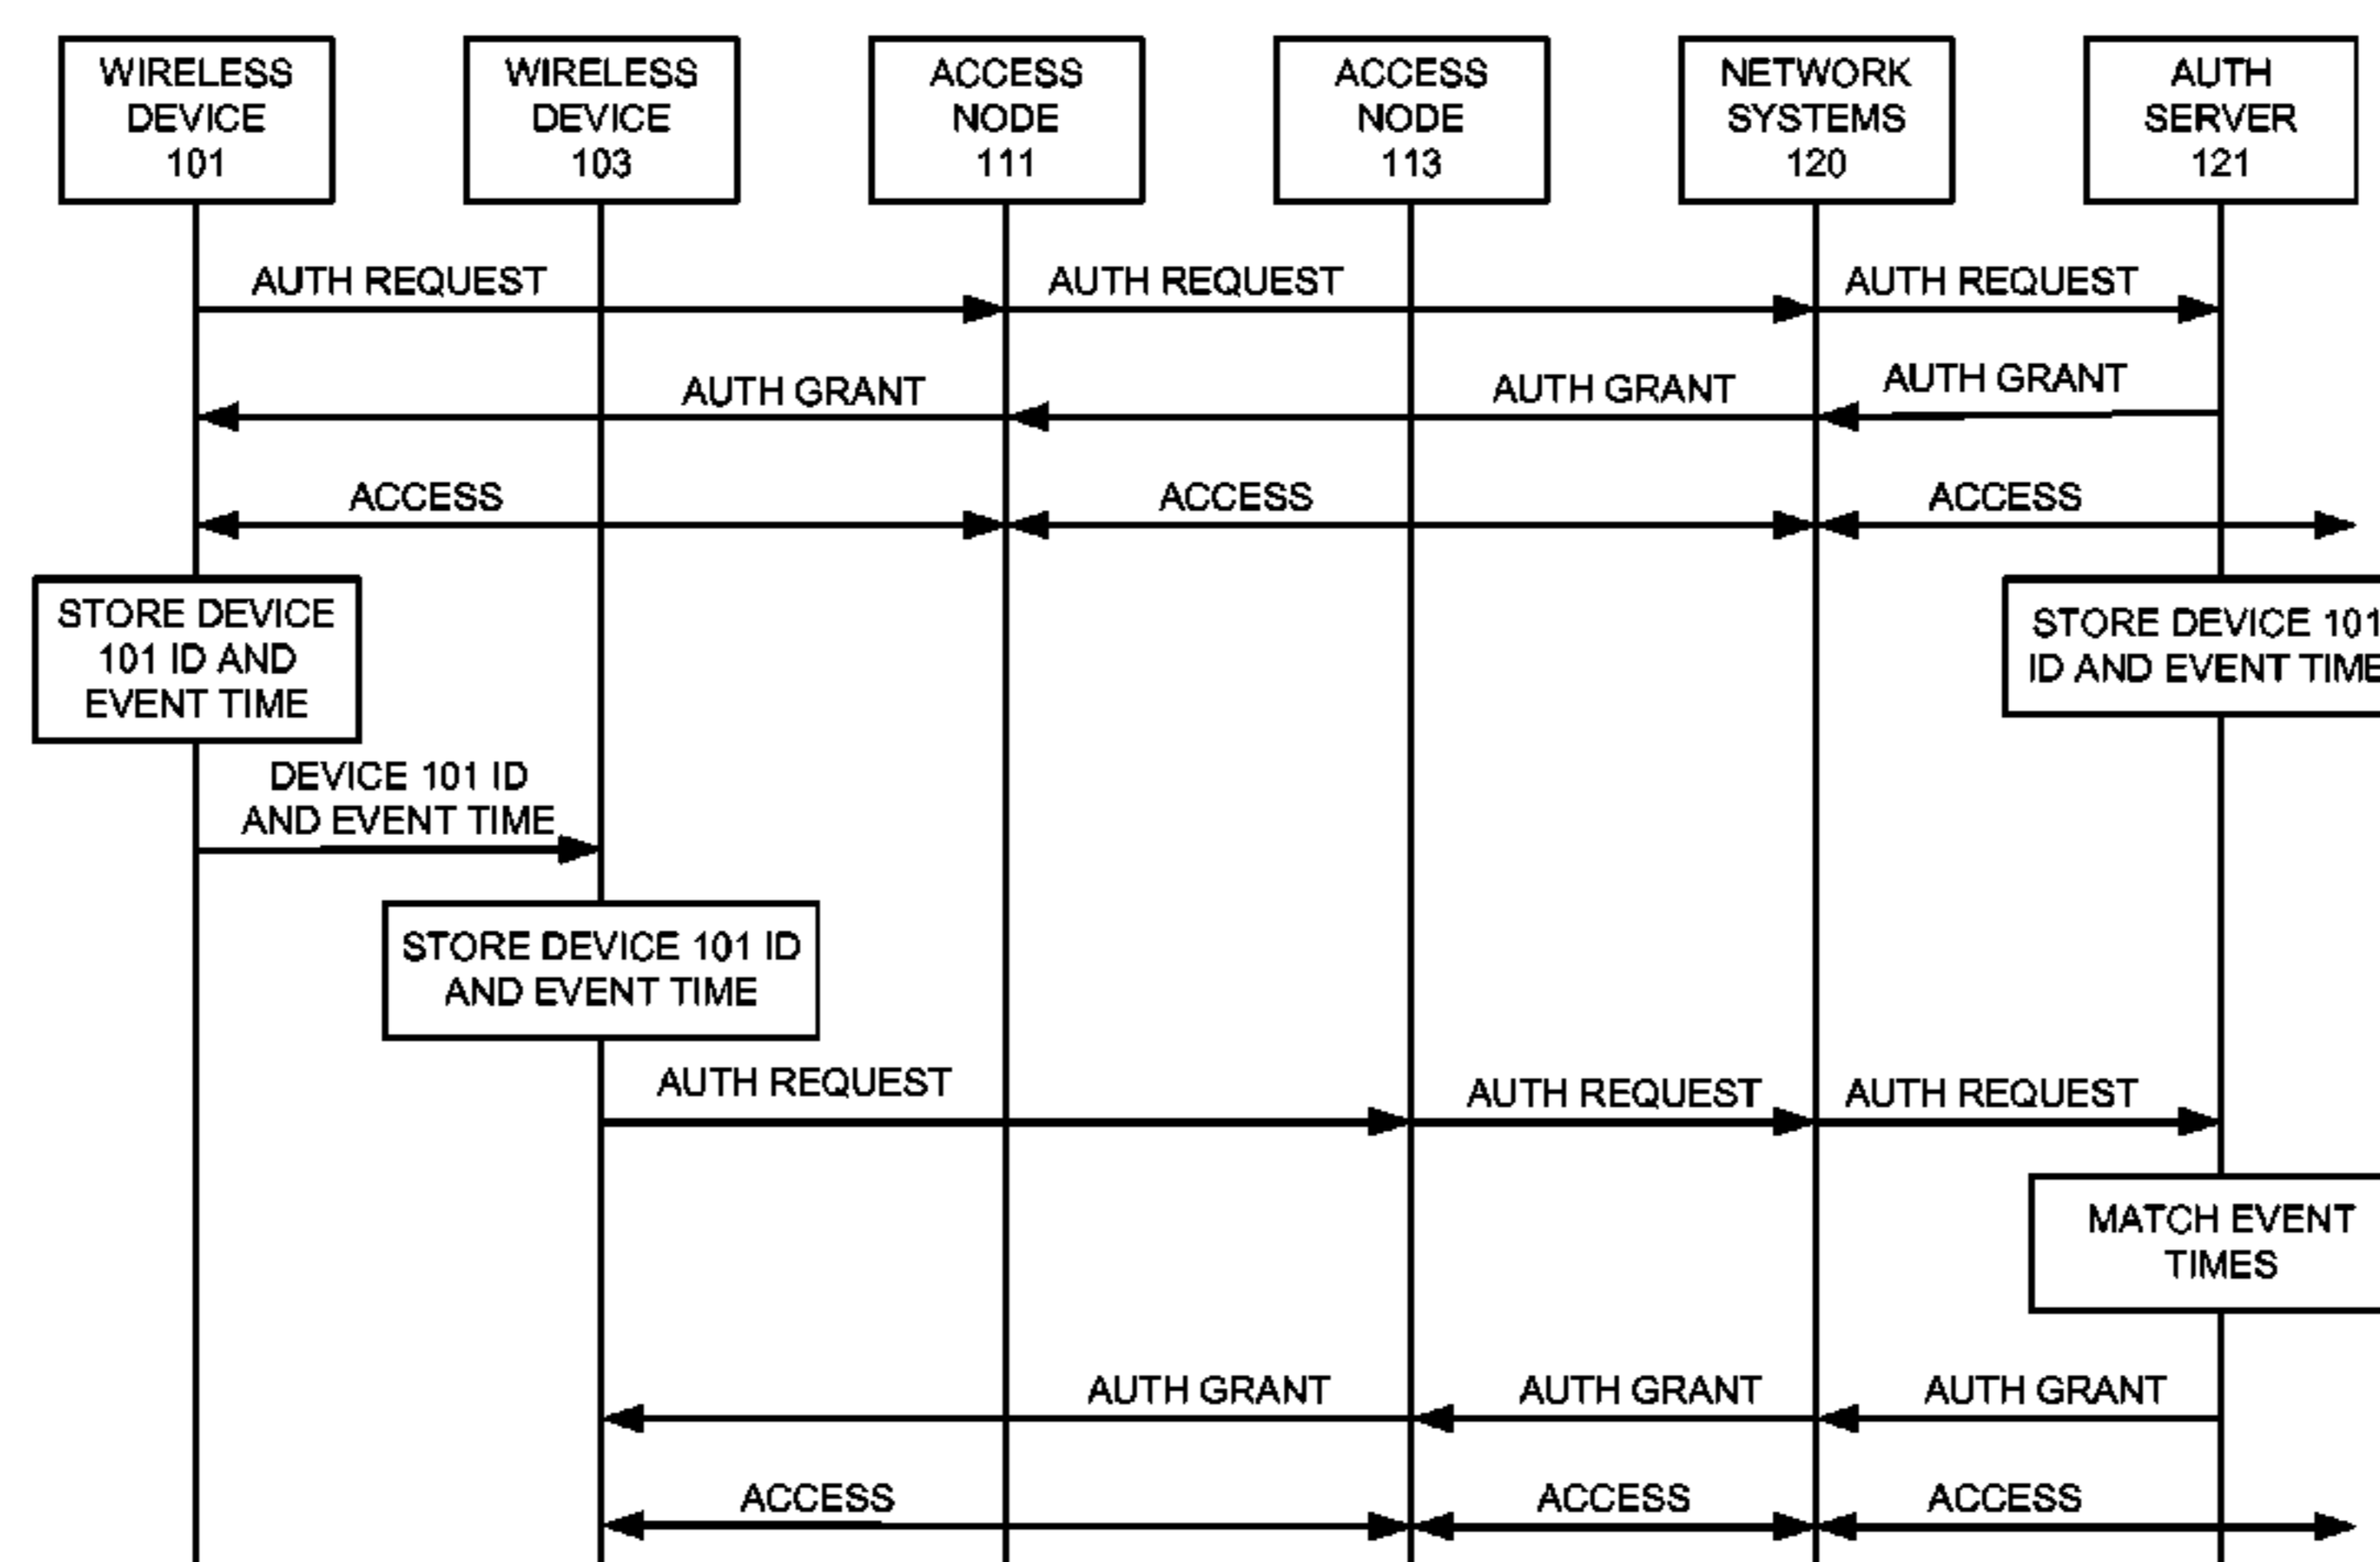 WIRELESS
DEVICE
101
WIRELESS
DEVICE
103
ACCESS
NODE
111
ACCESS
NODE
113
NETWORK
SYSTEMS
120
AUTH
SERVER
121
AUTH REQUEST
AUTH REQUEST
AUTH REQUEST
AUTH GRANT
AUTH GRANT
AUTH GRANT
ACCESS
ACCESS
ACCESS
STORE DEVICE
101 ID AND
EVENT TIME
STORE DEVICE 101
ID AND EVENT TIME
DEVICE 101 ID
AND EVENT TIME
STORE DEVICE 101 ID
AND EVENT TIME
AUTH REQUEST
AUTH REQUEST
AUTH REQUEST
MATCH EVENT
TIMES
AUTH GRANT
AUTH GRANT
AUTH GRANT
ACCESS
ACCESS
ACCESS